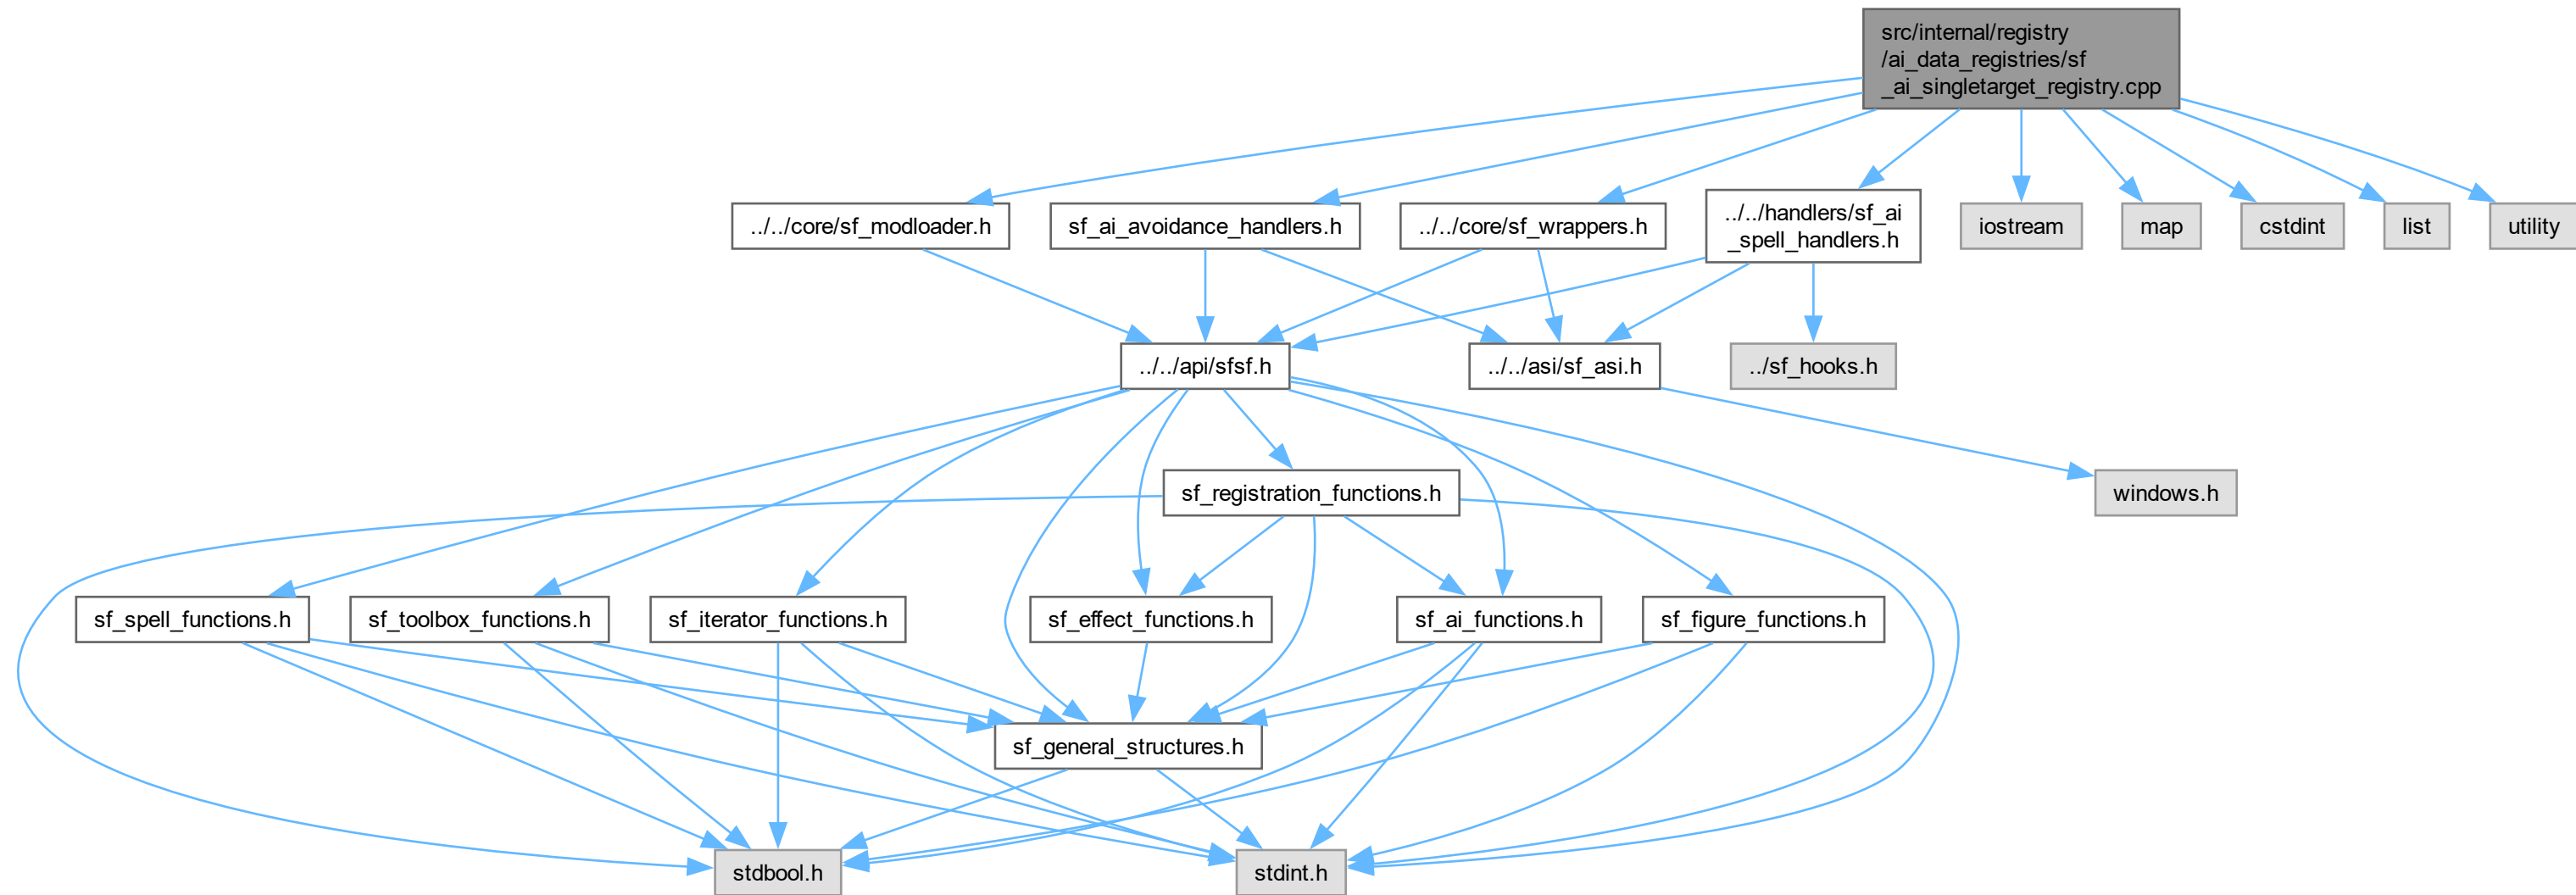 src/internal/registry
/ai_data_registries/sf
_ai_singletarget_registry.cpp
../../core/sf_modloader.h
sf_ai_avoidance_handlers.h
../../core/sf_wrappers.h
../../handlers/sf_ai
_spell_handlers.h
iostream
map
cstdint
list
utility
../../api/sfsf.h
../../asi/sf_asi.h
../sf_hooks.h
sf_registration_functions.h
windows.h
sf_spell_functions.h
sf_toolbox_functions.h
sf_iterator_functions.h
sf_effect_functions.h
sf_ai_functions.h
sf_figure_functions.h
sf_general_structures.h
stdbool.h
stdint.h